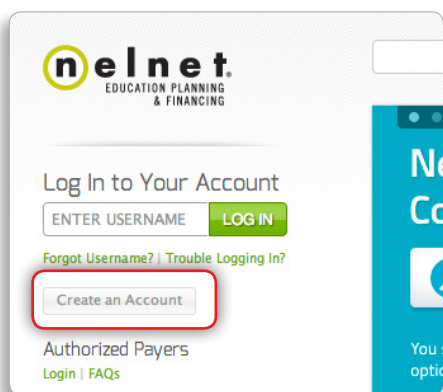 nelnet.
EDUCATION PLANNING
& FINANCING
Log In to Your Account
ENTER USERNAME
LOG IN
Forgot Username? | Trouble Logging In?
Create an Account
Authorized Payers
Login | FAQs
You